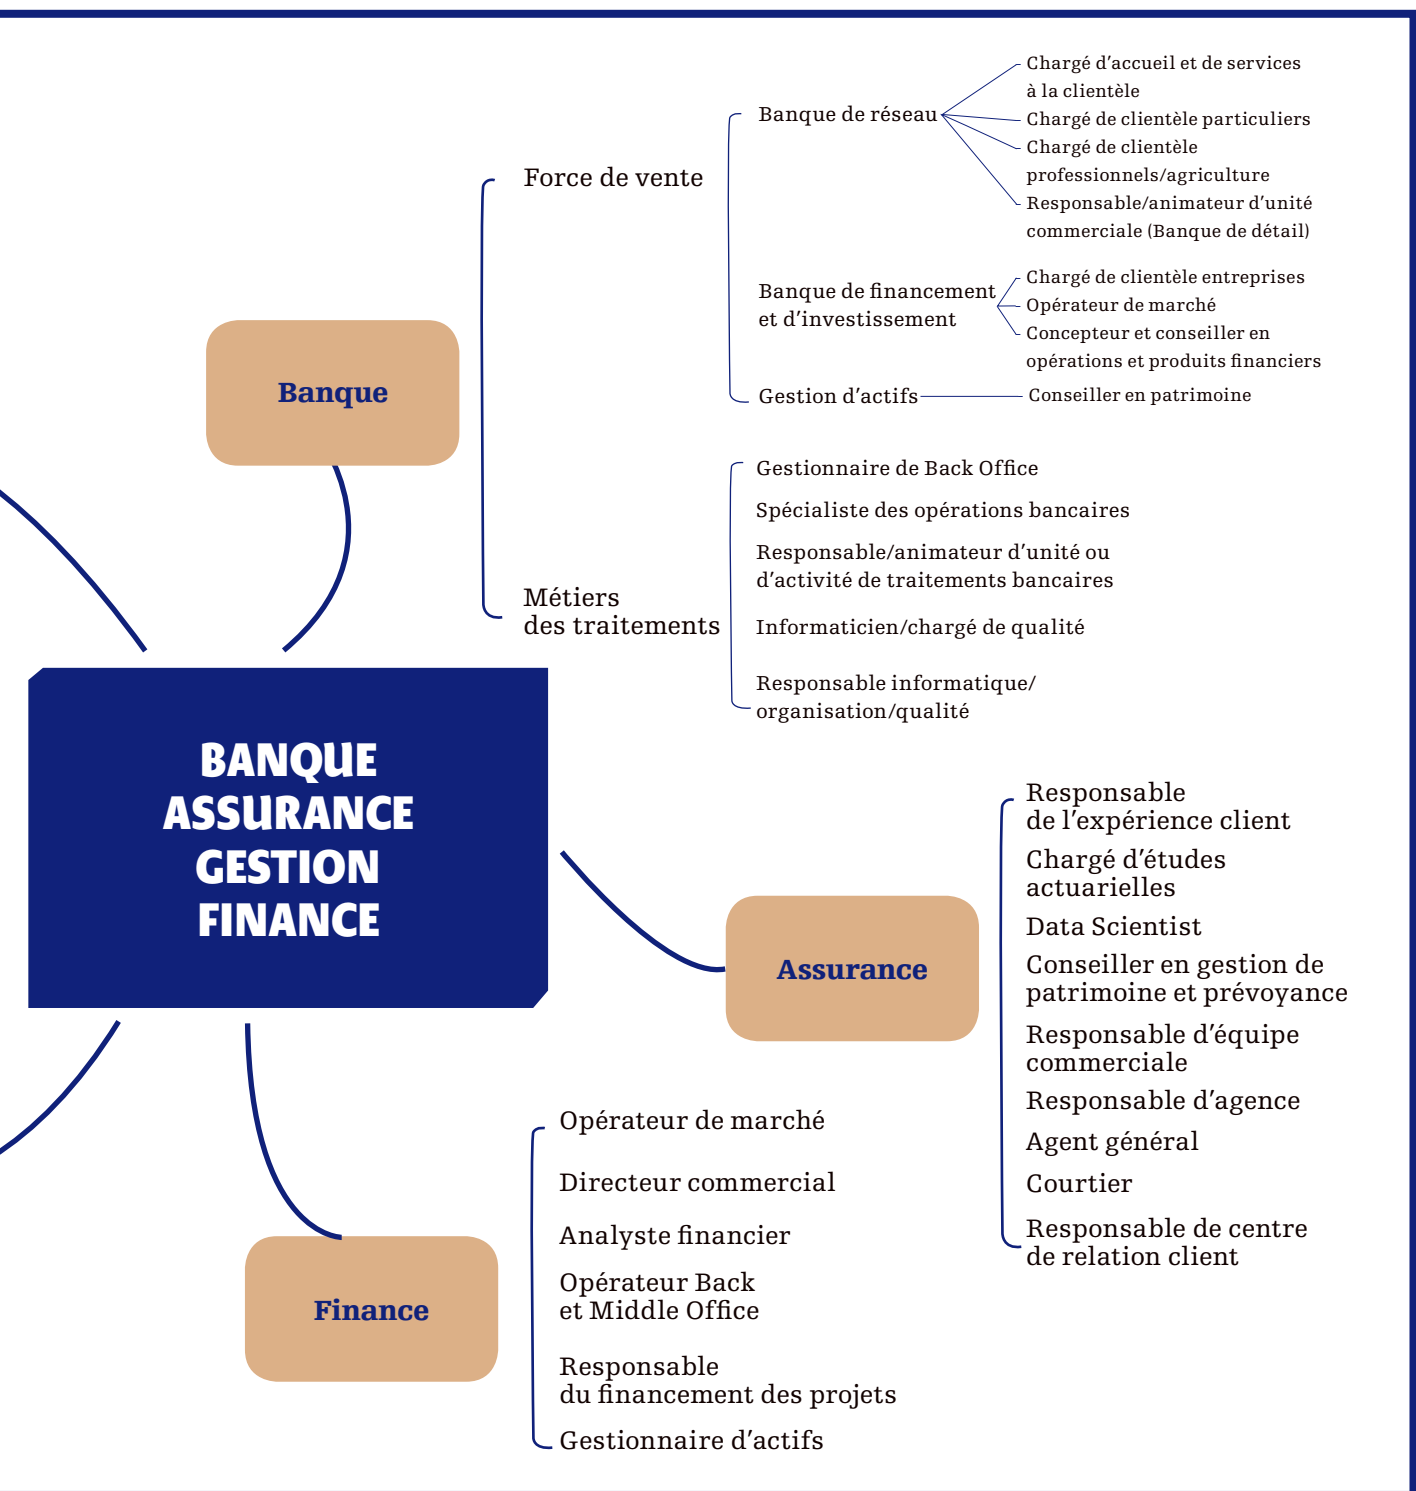 Banque
Force de vente
Banque de réseau
Chargé d'accueil et de services
à la clientèle
Chargé de clientèle particuliers
Chargé de clientèle
professionnels/agriculture
Responsable/animateur d'unité
commerciale (Banque de détail)
Banque de financement
et d'investissement
Chargé de clientèle entreprises
Opérateur de marché
Concepteur et conseiller en
opérations et produits financiers
Gestion d'actifs
Conseiller en patrimoine
Métiers
des traitements
Gestionnaire de Back Office
Spécialiste des opérations bancaires
Responsable/animateur d'unité ou
d'activité de traitements bancaires
Informaticien/chargé de qualité
Responsable informatique/
organisation/qualité
BANQUE
ASSURANCE
GESTION
FINANCE
Assurance
Responsable
de l'expérience client
Chargé d'études
actuarielles
Data Scientist
Conseiller en gestion de
patrimoine et prévoyance
Responsable d'équipe
commerciale
Responsable d'agence
Agent général
Courtier
Responsable de centre
de relation client
Finance
Opérateur de marché
Directeur commercial
Analyste financier
Opérateur Back
et Middle Office
Responsable
du financement des projets
Gestionnaire d'actifs